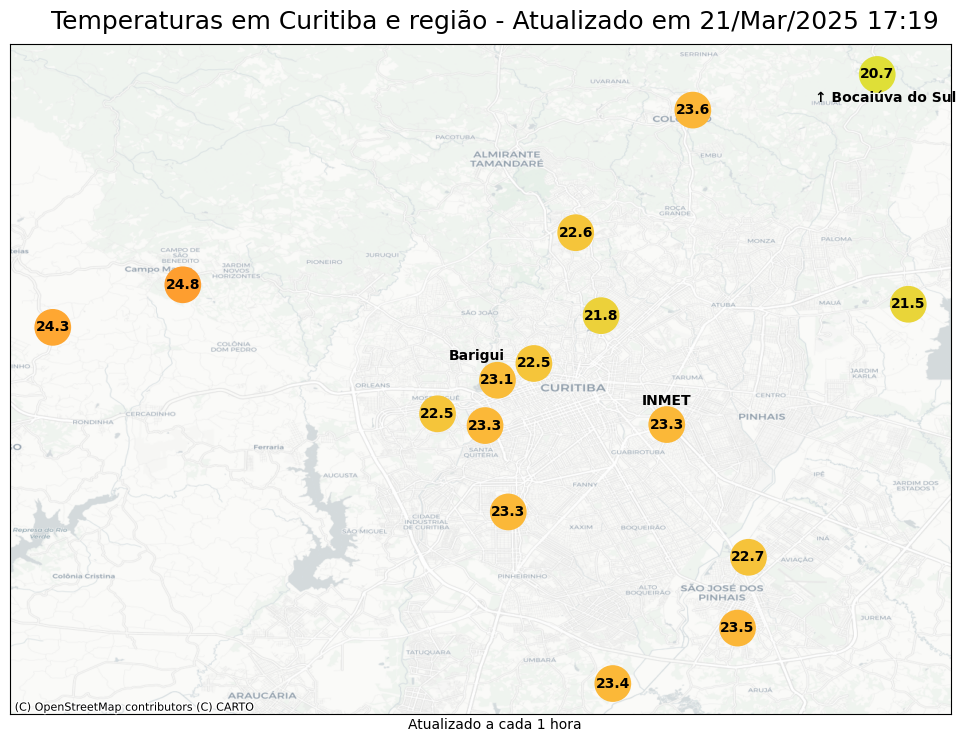 Temperaturas em Curitiba e região - Atualizado em 21/Mar/2025 17:19
SERRINHA
20.7
UVARANAL
↑ Bocaiúva do Sul
23.6
PACOTUBA
ALMIRANTE
TAMANDARÉ
EMBU
ROÇA
GRANDE
22.6
MONZA
PALOMA
CAMPO DE
SÃO
BENEDITO
JURUQUI
PIONEIRO
JARDIM
NOVOS
HORIZONTES
24.8
21.5
MAUÁ
ATUBA
SÃO JOÃO
21.8
24.3
COLÔNIA
DOM PEDRO
Barigui
22.5
JARDIM
KARLA
TARUMÃ
23.1
ORLEANS
CURITIBA
CENTRO
INMET
22.5
CERCADINHO
PINHAIS
RONDINHA
23.3
23.3
Ferraria
SANTA
QUITÉRIA
GUABIROTUBA
AUGUSTA
IPÊ
FANNY
JARDIM DOS
ESTADOS I
23.3
CIDADE
INDUSTRIAL
DE CURITIBA
SÃO MIGUEL
XAXIM
BOQUEIRÃO
Represa do Rio
Verde
INÁ
22.7
AVIAÇÃO
Colônia Cristina
PINHEIRINHO
ALTO
BOQUEIRÃO
SÃO JOSÉ DOS
PINHAIS
JUREMA
23.5
TATUQUARA
UMBARÁ
23.4
ARUJÁ
ARAUCÁRIA
(C) OpenStreetMap contributors (C) CARTO
Atualizado a cada 1 hora